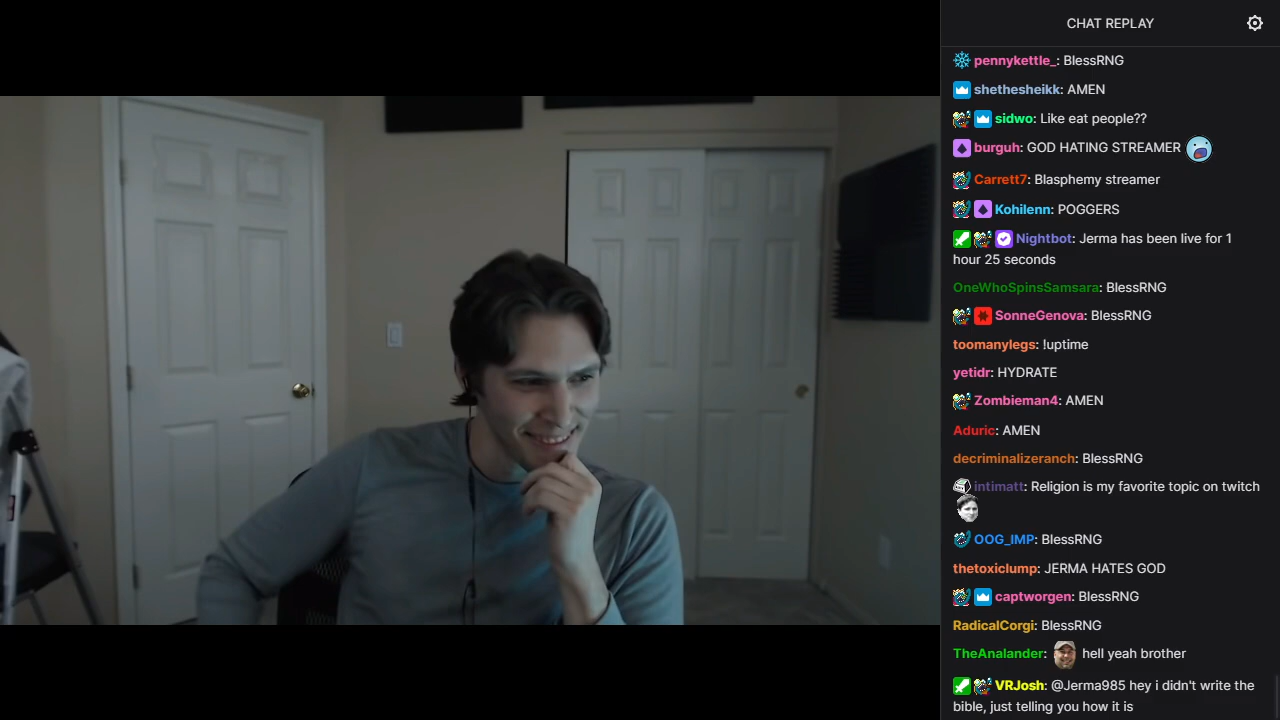 CHAT REPLAY
pennykettle_: BlessRNG
shethesheikk: AMEN
sidwo: Like eat people??
burguh: GOD HATING STREAMER
Carrett7: Blasphemy streamer
Kohilenn: POGGERS
Nightbot: Jerma has been live for 1
hour 25 seconds
OneWhoSpinsSamsara: BlessRNG
SonneGenova: BlessRNG
toomanylegs: !uptime
yetidr: HYDRATE
Zombieman4: AMEN
Aduric: AMEN
decriminalizeranch: BlessRNG
intimatt: Religion is my favorite topic on twitch
OOG_IMP: BlessRNG
thetoxiclump: JERMA HATES GOD
captworgen: BlessRNG
RadicalCorgi: BlessRNG
TheAnalander: hell yeah brother
VRJosh: @Jerma985 hey i didn't write the
bible, just telling you how it is